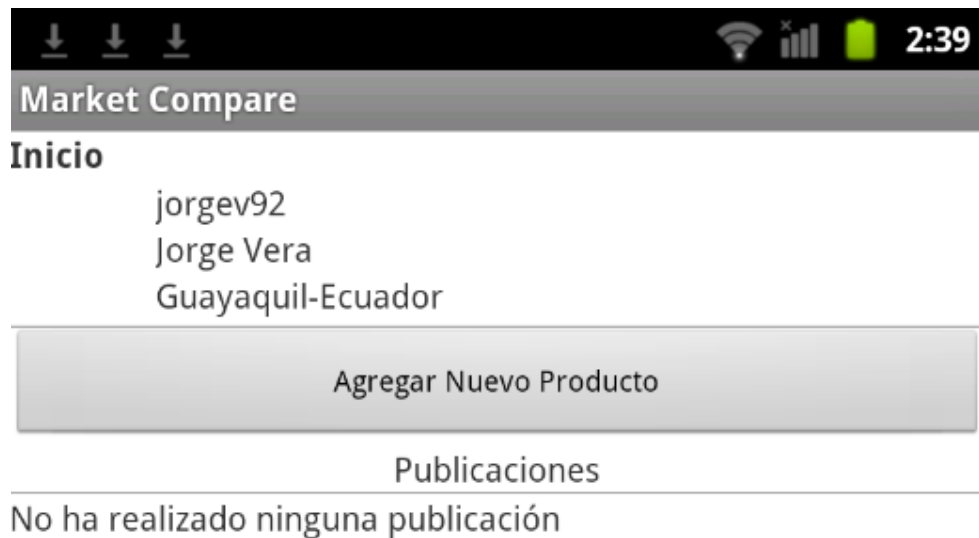 2:39
Market Compare
Inicio
jorgev92
Jorge Vera
Guayaquil-Ecuador
Agregar Nuevo Producto
Publicaciones
No ha realizado ninguna publicación